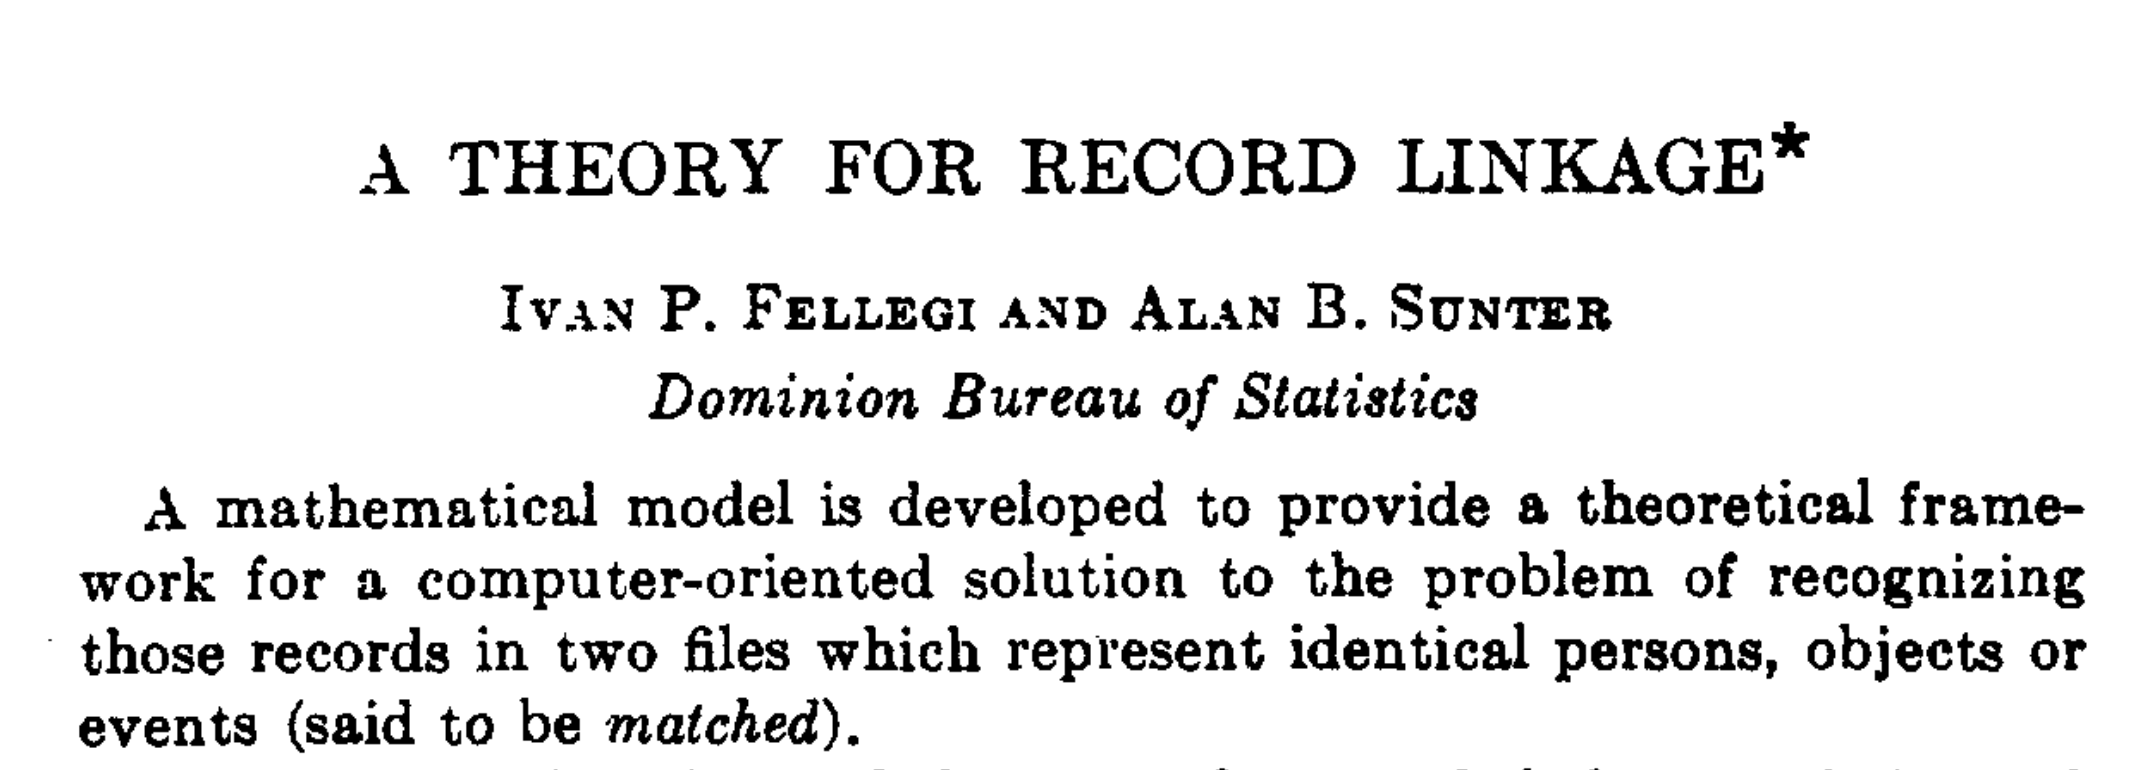 A THEORY FOR RECORD LINKAGE*
IVAN P. FELLEGI AND ALAN B. SUNTER
Dominion Bureau of Statistics
A mathematical model is developed to provide a theoretical frame-
work for a computer-oriented solution to the problem of recognizing
those records in two files which represent identical persons, objects or
events (said to be matched).